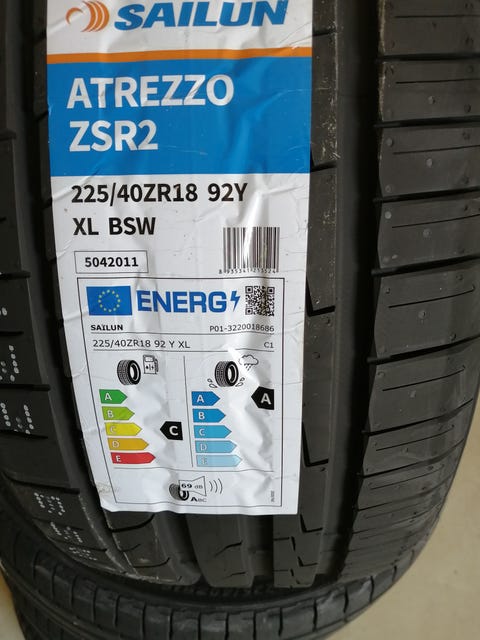 SAILUN
ATREZZO
ZSR2
225/40ZR18 92Y
XL BSW
5042011
ENERG
SAILUN P01-3220018686
225/40ZR18 92 Y XL C1
A A
B B
C C
D D
E E
C A
69 dB
ABC